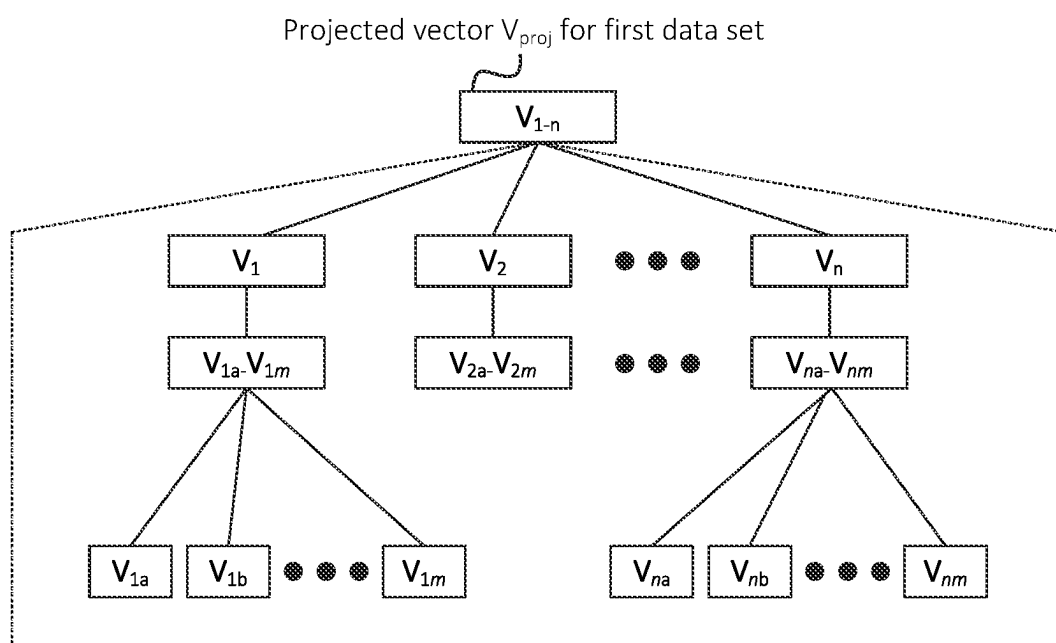 Projected vector Vproj for first data set
V1-n
V1 V2 Vn
V1a-V1m V2a-V2m Vna-Vnm
V1a V1b V1m Vna Vnb Vnm